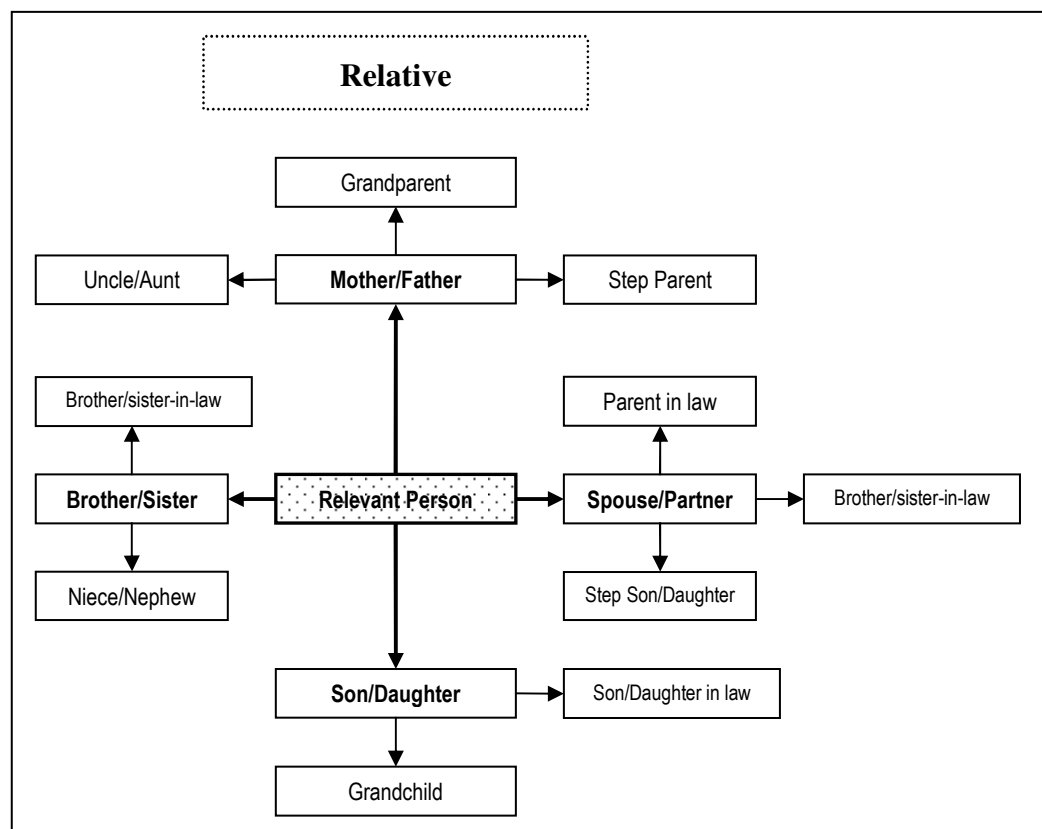 Relative
Grandparent
Uncle/Aunt
Mother/Father
Step Parent
Brother/sister-in-law
Parent in law
Brother/Sister
Relevant Person
Spouse/Partner
Brother/sister-in-law
Niece/Nephew
Step Son/Daughter
Son/Daughter
Son/Daughter in law
Grandchild